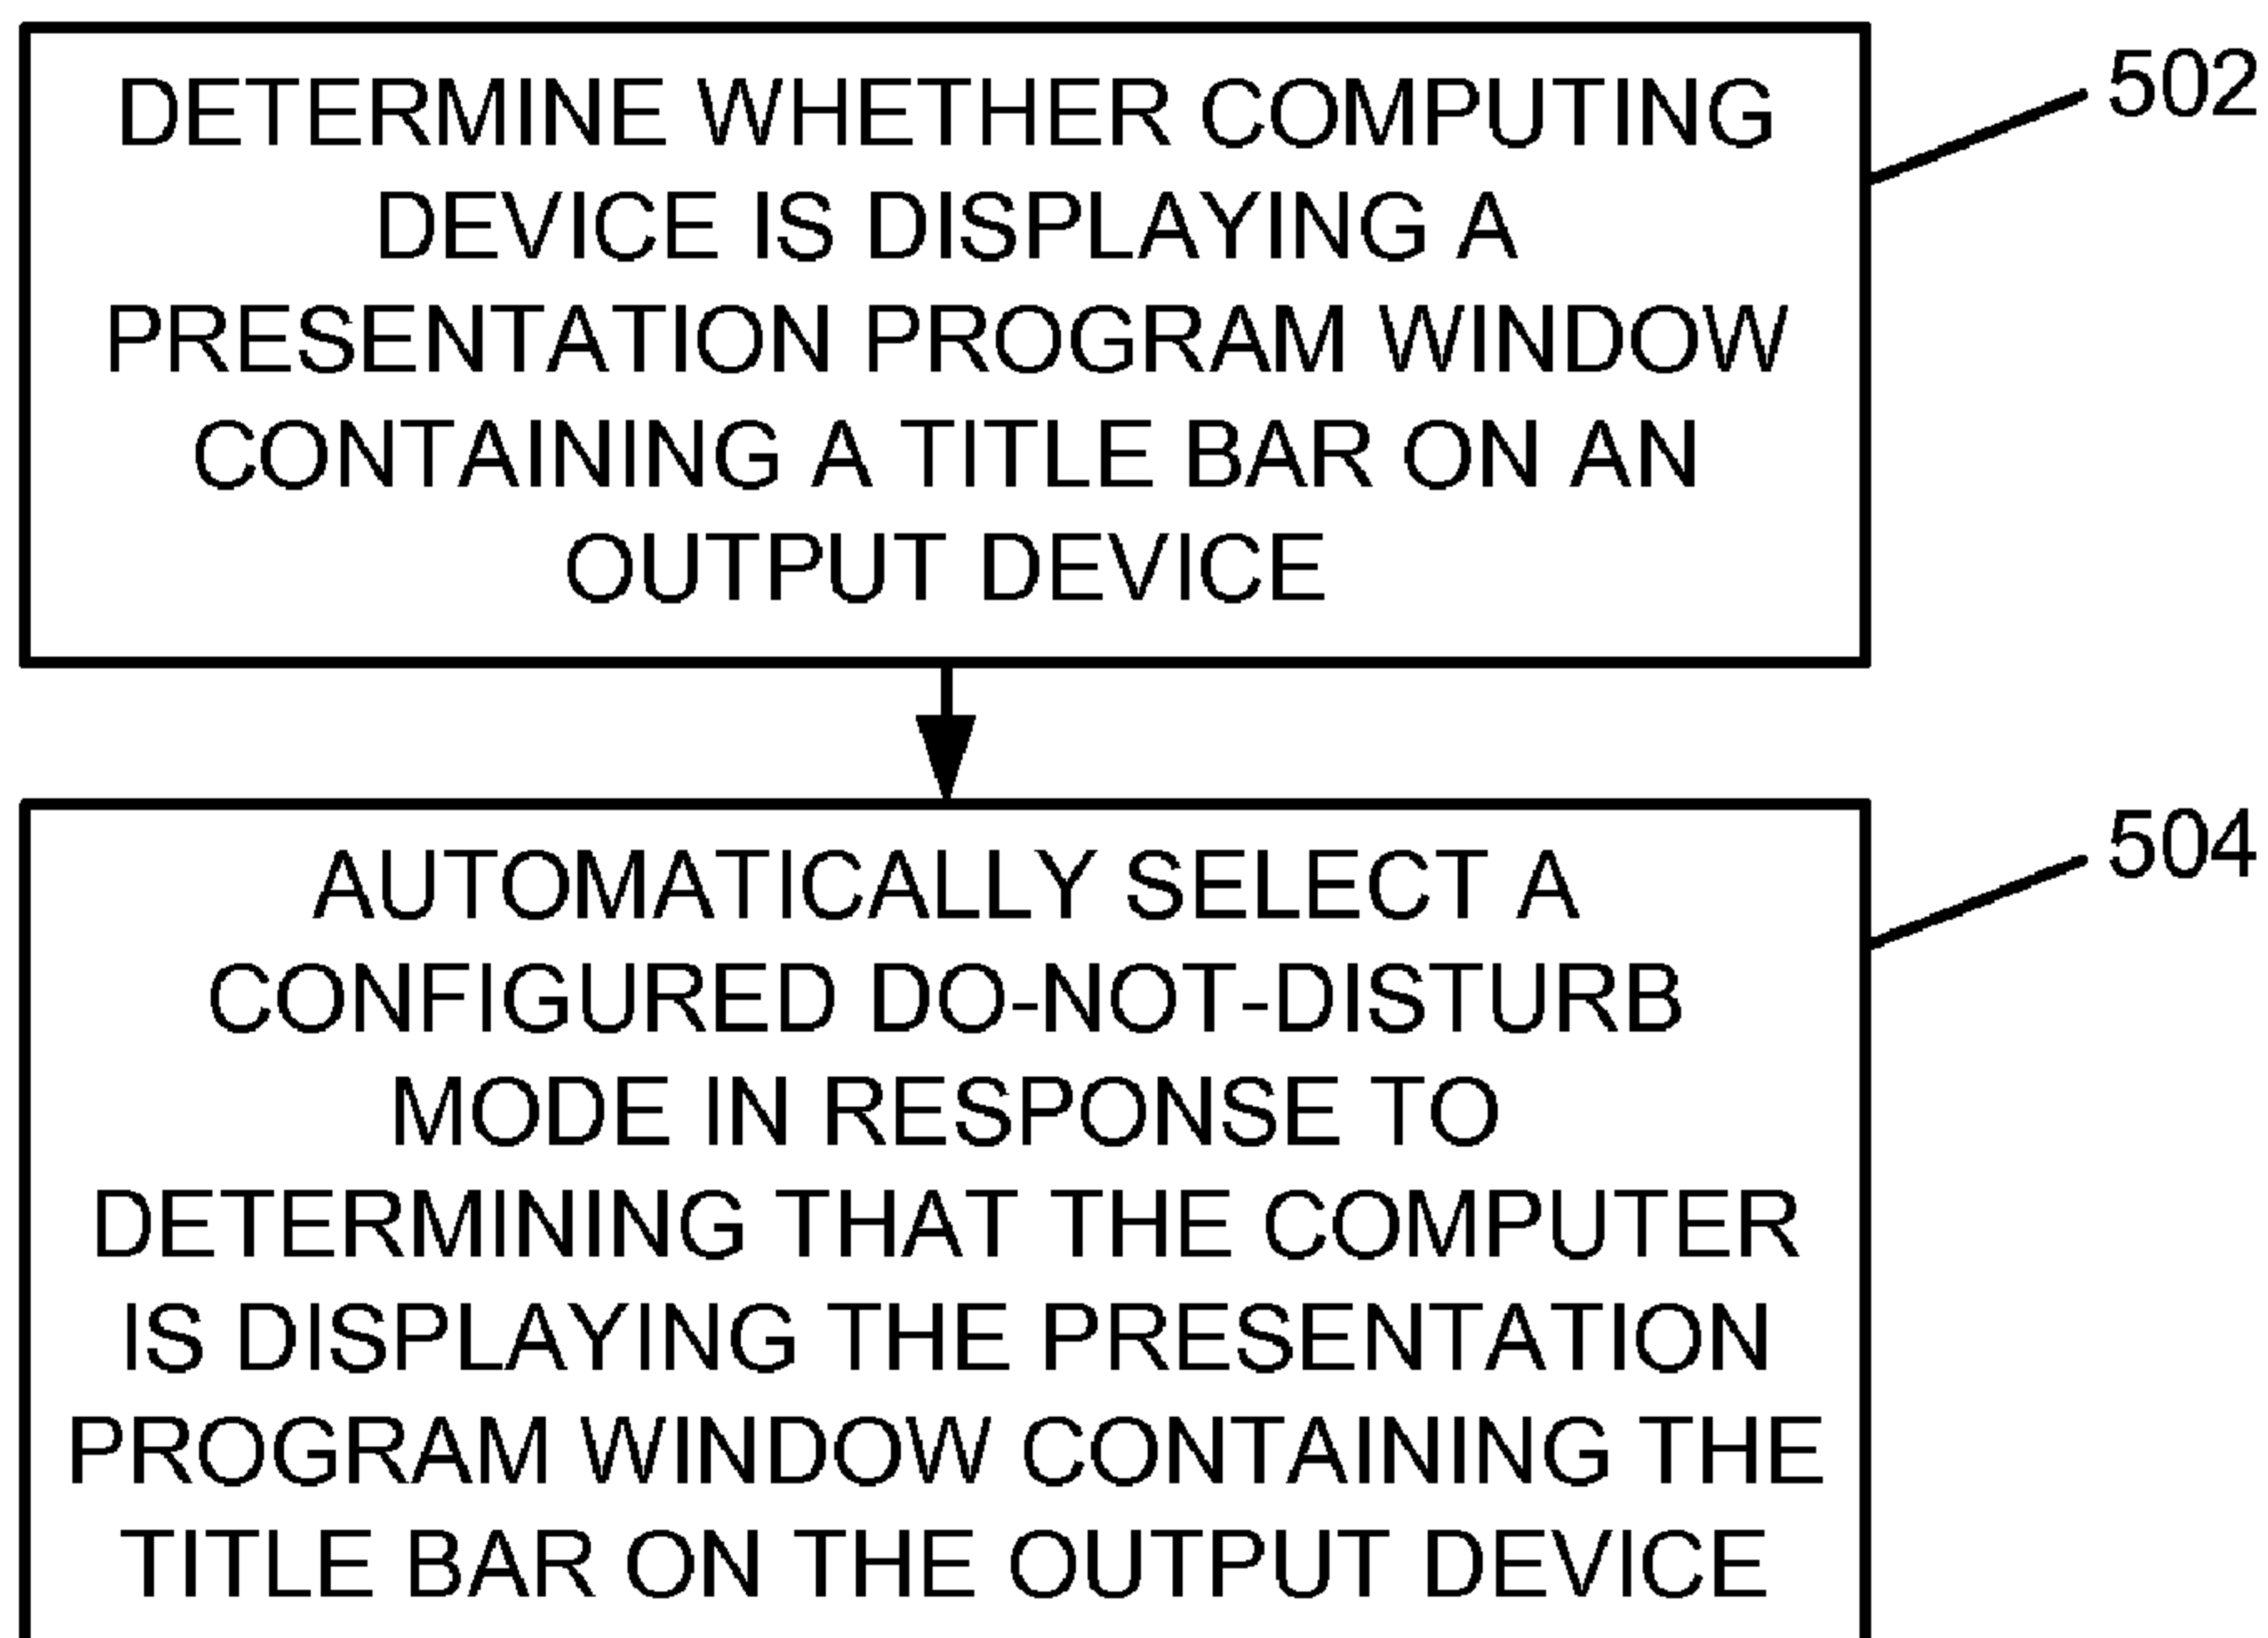 DETERMINE WHETHER COMPUTING
DEVICE IS DISPLAYING A
PRESENTATION PROGRAM WINDOW
CONTAINING A TITLE BAR ON AN
OUTPUT DEVICE
502
AUTOMATICALLY SELECT A
CONFIGURED DO-NOT-DISTURB
MODE IN RESPONSE TO
DETERMINING THAT THE COMPUTER
IS DISPLAYING THE PRESENTATION
PROGRAM WINDOW CONTAINING THE
TITLE BAR ON THE OUTPUT DEVICE
504